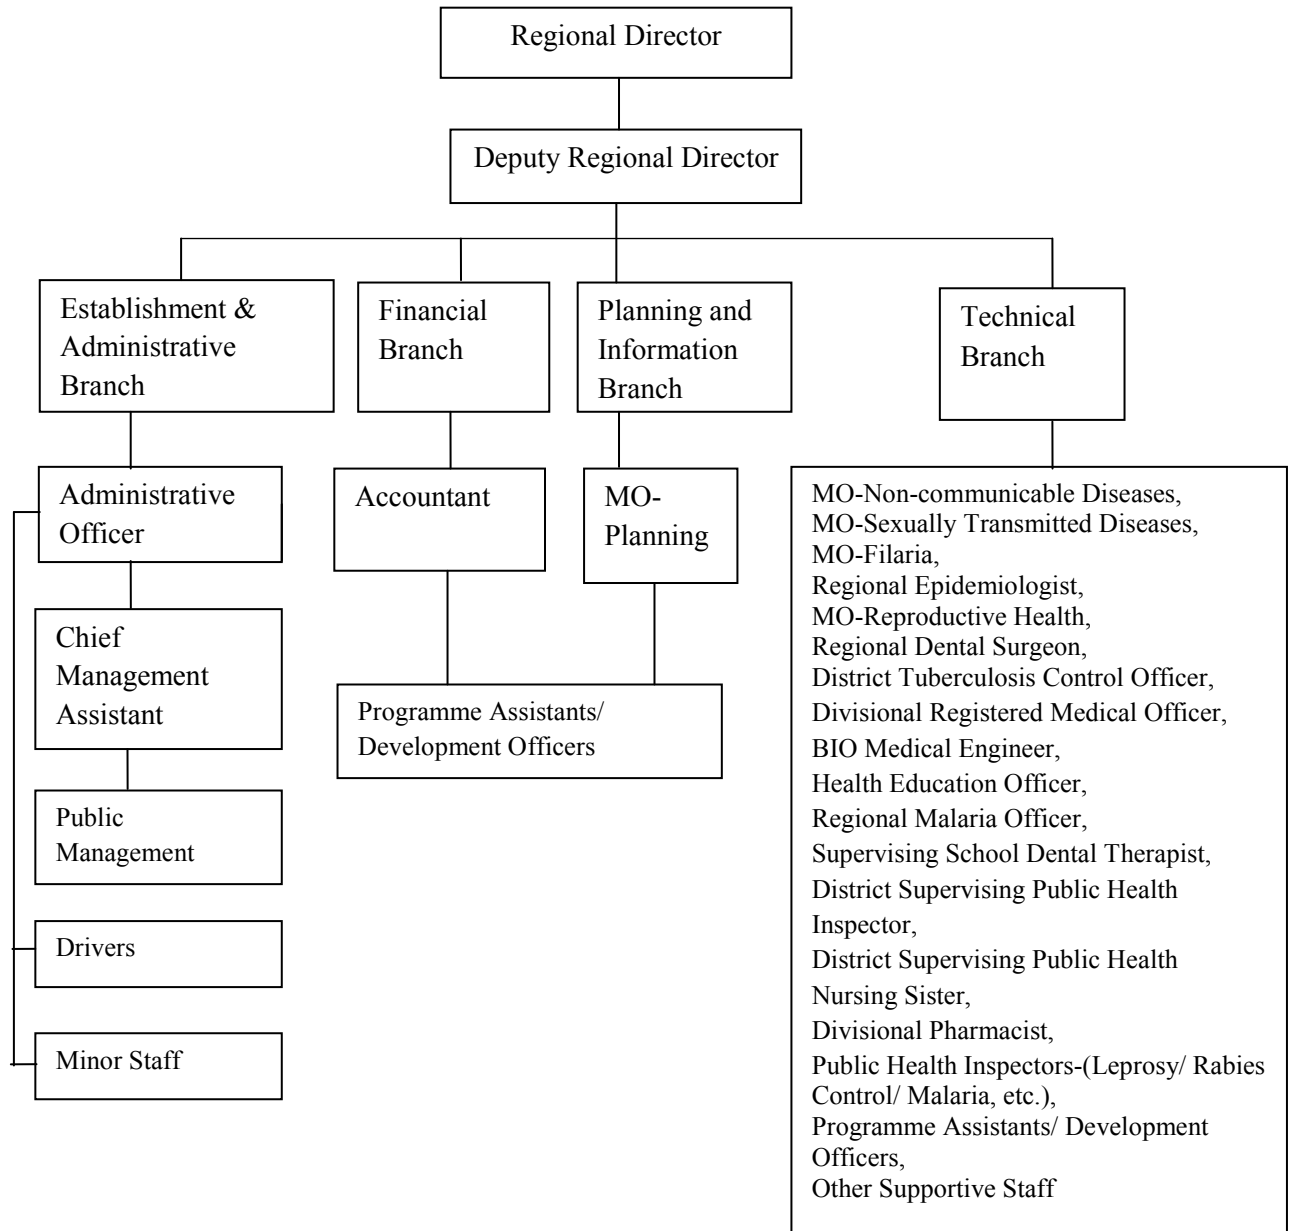 Regional Director
Deputy Regional Director
Establishment &
Administrative
Branch
Financial
Branch
Planning and
Information
Branch
Technical
Branch
Administrative
Officer
Accountant
MO-
Planning
Chief
Management
Assistant
Programme Assistants/
Development Officers
Public
Management
Drivers
Minor Staff
MO-Non-communicable Diseases,
MO-Sexually Transmitted Diseases,
MO-Filaria,
Regional Epidemiologist,
MO-Reproductive Health,
Regional Dental Surgeon,
District Tuberculosis Control Officer,
Divisional Registered Medical Officer,
BIO Medical Engineer,
Health Education Officer,
Regional Malaria Officer,
Supervising School Dental Therapist,
District Supervising Public Health
Inspector,
District Supervising Public Health
Nursing Sister,
Divisional Pharmacist,
Public Health Inspectors-(Leprosy/ Rabies
Control/ Malaria, etc.),
Programme Assistants/ Development
Officers,
Other Supportive Staff